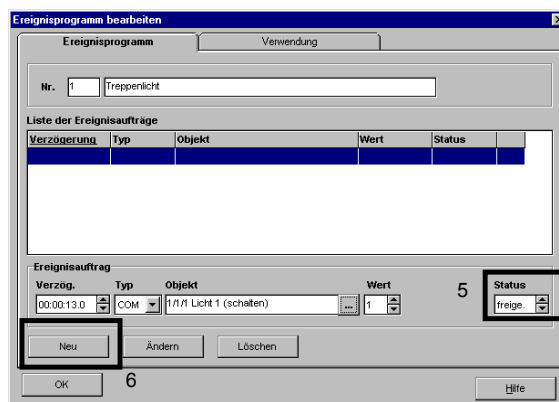 Ereignisprogramm bearbeiten
Ereignisprogramm Verwendung
Nr. 1 Treppenlicht
Liste der Ereignisaufträge
Verzögerung Typ Objekt Wert Status
Ereignisauftrag
Verzög. Typ Objekt Wert 5 Status
00:00:13.0 COM 1/1/1 Licht 1 (schalten) ... 1 freige.
Neu Ändern Löschen
OK 6 Hilfe